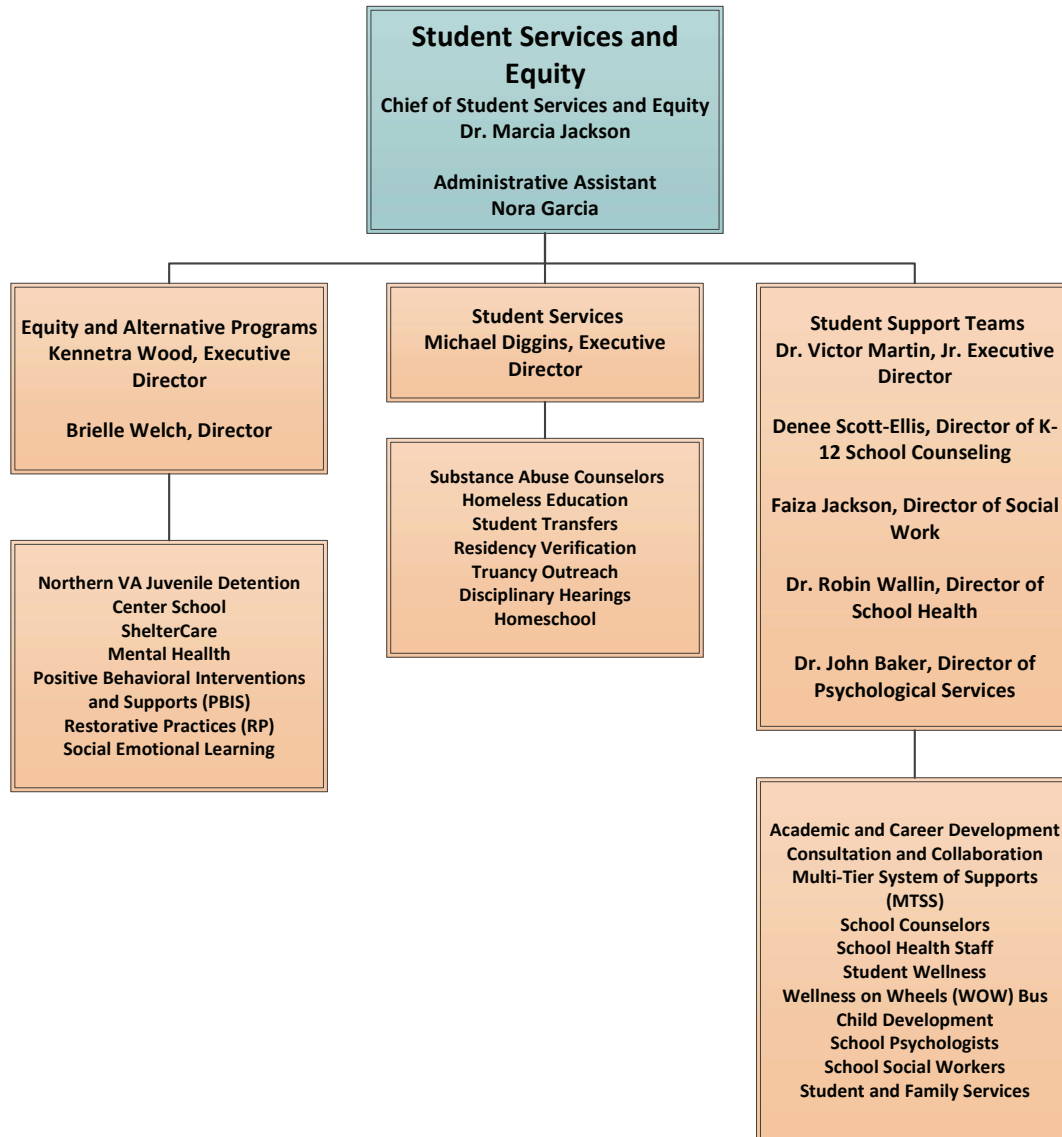 Student Services and
Equity
Chief of Student Services and Equity
Dr. Marcia Jackson
Administrative Assistant
Nora Garcia
Equity and Alternative Programs
Kennetra Wood, Executive
Director
Brielle Welch, Director
Northern VA Juvenile Detention
Center School
ShelterCare
Mental Heallth
Positive Behavioral Interventions
and Supports (PBIS)
Restorative Practices (RP)
Social Emotional Learning
Student Services
Michael Diggins, Executive
Director
Substance Abuse Counselors
Homeless Education
Student Transfers
Residency Verification
Truancy Outreach
Disciplinary Hearings
Homeschool
Student Support Teams
Dr. Victor Martin, Jr. Executive
Director
Denee Scott-Ellis, Director of K-
12 School Counseling
Faiza Jackson, Director of Social
Work
Dr. Robin Wallin, Director of
School Health
Dr. John Baker, Director of
Psychological Services
Academic and Career Development
Consultation and Collaboration
Multi-Tier System of Supports
(MTSS)
School Counselors
School Health Staff
Student Wellness
Wellness on Wheels (WOW) Bus
Child Development
School Psychologists
School Social Workers
Student and Family Services